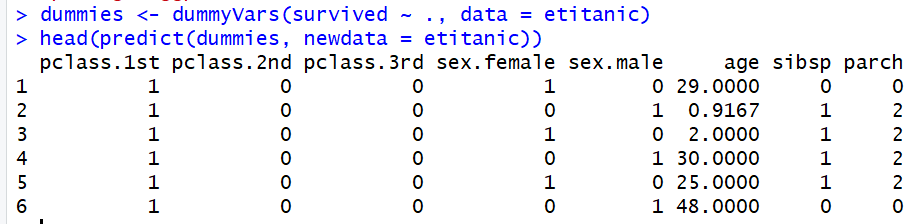 > dummies <- dummyVars(survived ~ ., data = etitanic)
> head(predict(dummies, newdata = etitanic))
  pclass.1st pclass.2nd pclass.3rd sex.female sex.male     age sibsp parch
1          1          0          0          1        0 29.0000     0     0
2          1          0          0          0        1  0.9167     1     2
3          1          0          0          1        0  2.0000     1     2
4          1          0          0          0        1 30.0000     1     2
5          1          0          0          1        0 25.0000     1     2
6          1          0          0          0        1 48.0000     0     0